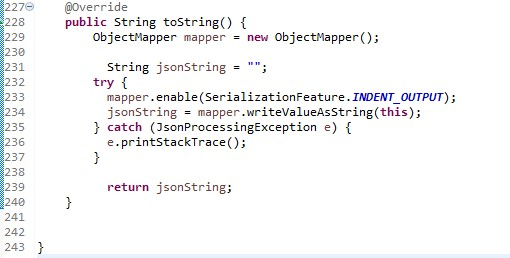 227 @Override
228 public String toString() {
229 ObjectMapper mapper = new ObjectMapper();
230
231 String jsonString = "";
232 try {
233 mapper.enable(SerializationFeature.INDENT_OUTPUT);
234 jsonString = mapper.writeValueAsString(this);
235 } catch (JsonProcessingException e) {
236 e.printStackTrace();
237 }
238
239 return jsonString;
240 }
241
242
243 }